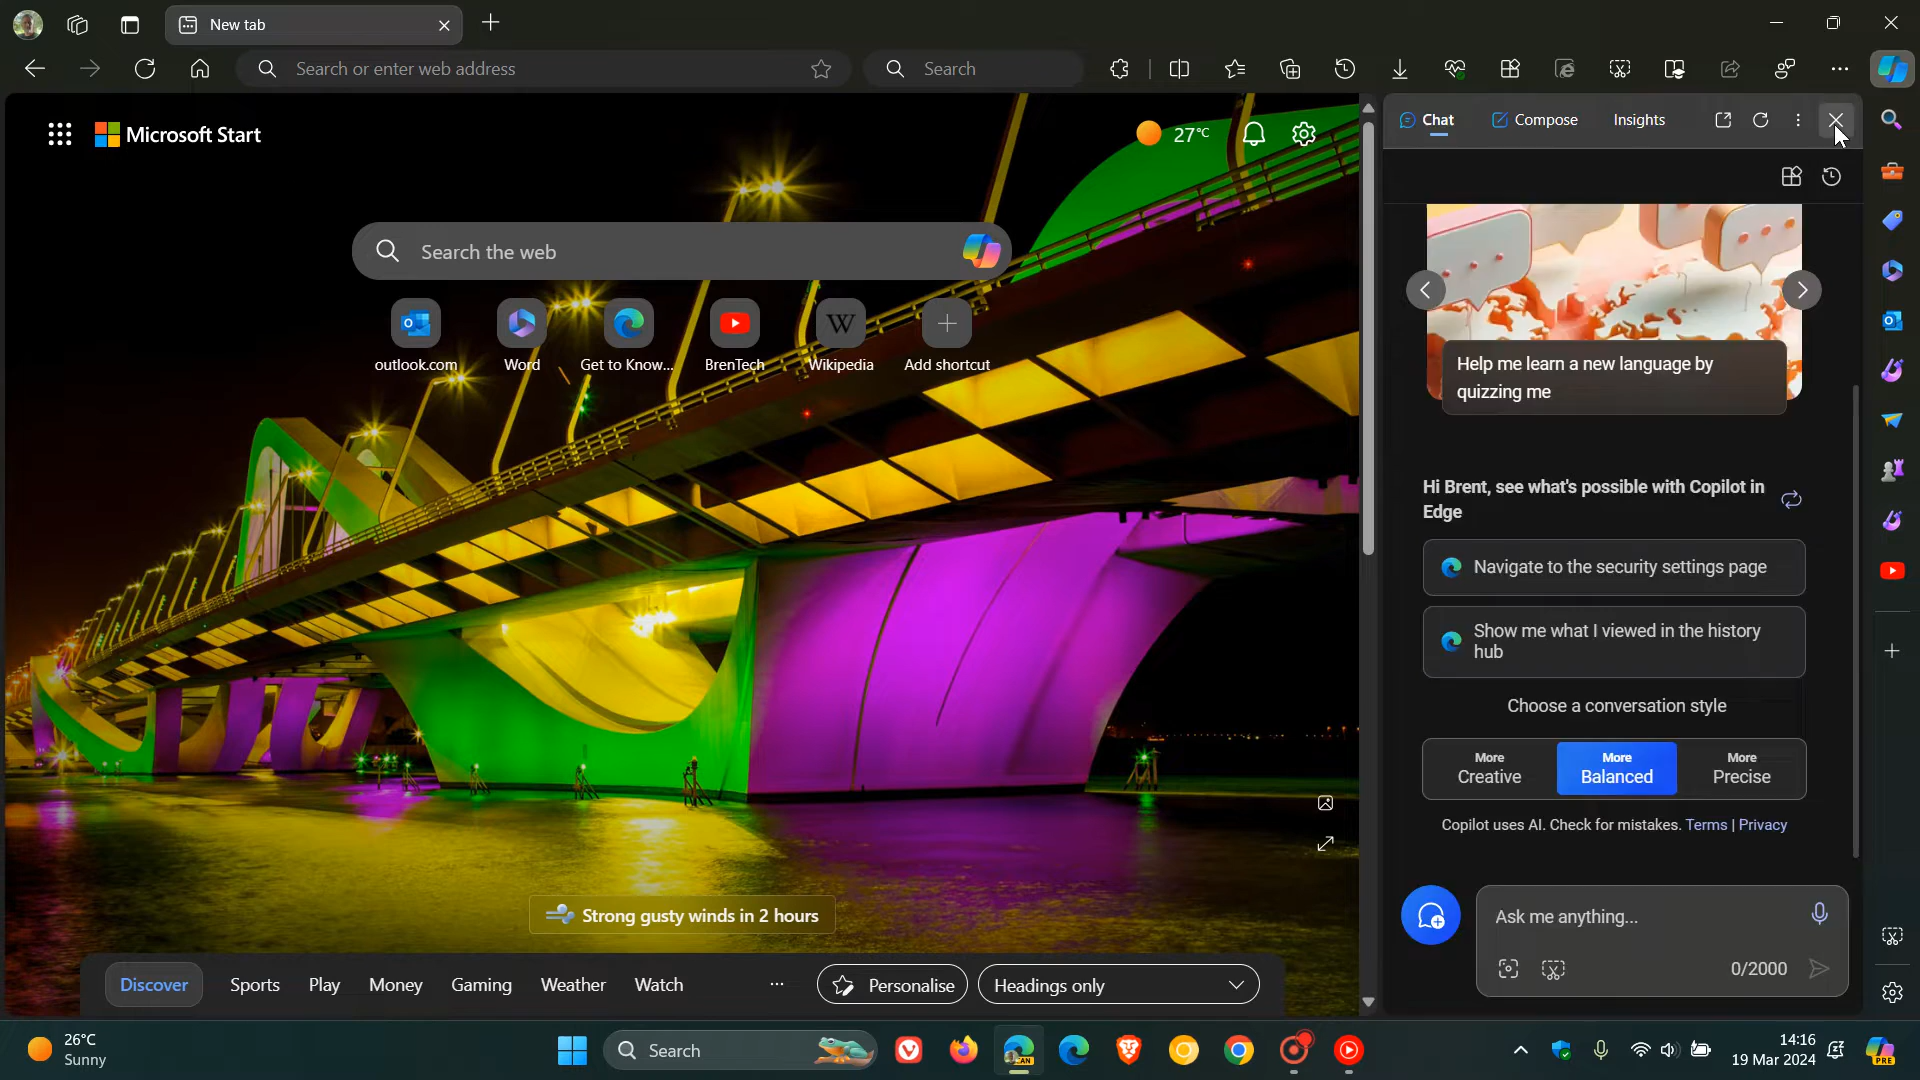 New tab
Search or enter web address
Search
Microsoft Start
27°C
Chat
Compose
Insights
Search the web
outlook.com
Word
Get to Know...
BrenTech
Wikipedia
Add shortcut
Help me learn a new language by
quizzing me
Hi Brent, see what's possible with Copilot in
Edge
Navigate to the security settings page
Show me what I viewed in the history
hub
Choose a conversation style
More
Creative
More
Balanced
More
Precise
Copilot uses AI. Check for mistakes. Terms | Privacy
Strong gusty winds in 2 hours
Ask me anything...
0/2000
Discover
Sports
Play
Money
Gaming
Weather
Watch
...
Personalise
Headings only
26°C
Sunny
Search
CAN
14:16
19 Mar 2024
PRE